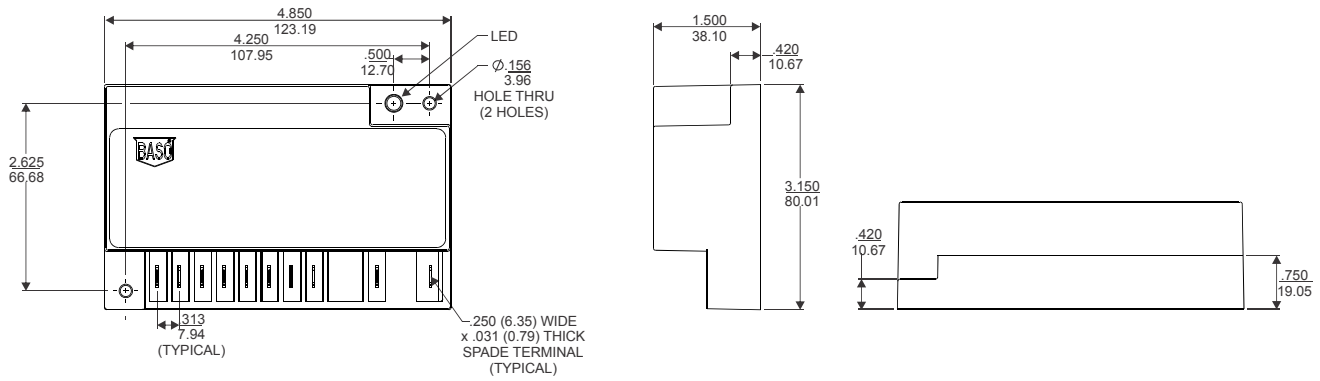 4.850
123.19
4.250
107.95
.500
12.70
LED
Ø.156
3.96
HOLE THRU
(2 HOLES)
BASO
2.625
66.68
.313
7.94
(TYPICAL)
.250 (6.35) WIDE
x .031 (0.79) THICK
SPADE TERMINAL
(TYPICAL)
1.500
38.10
.420
10.67
3.150
80.01
.420
10.67
.750
19.05